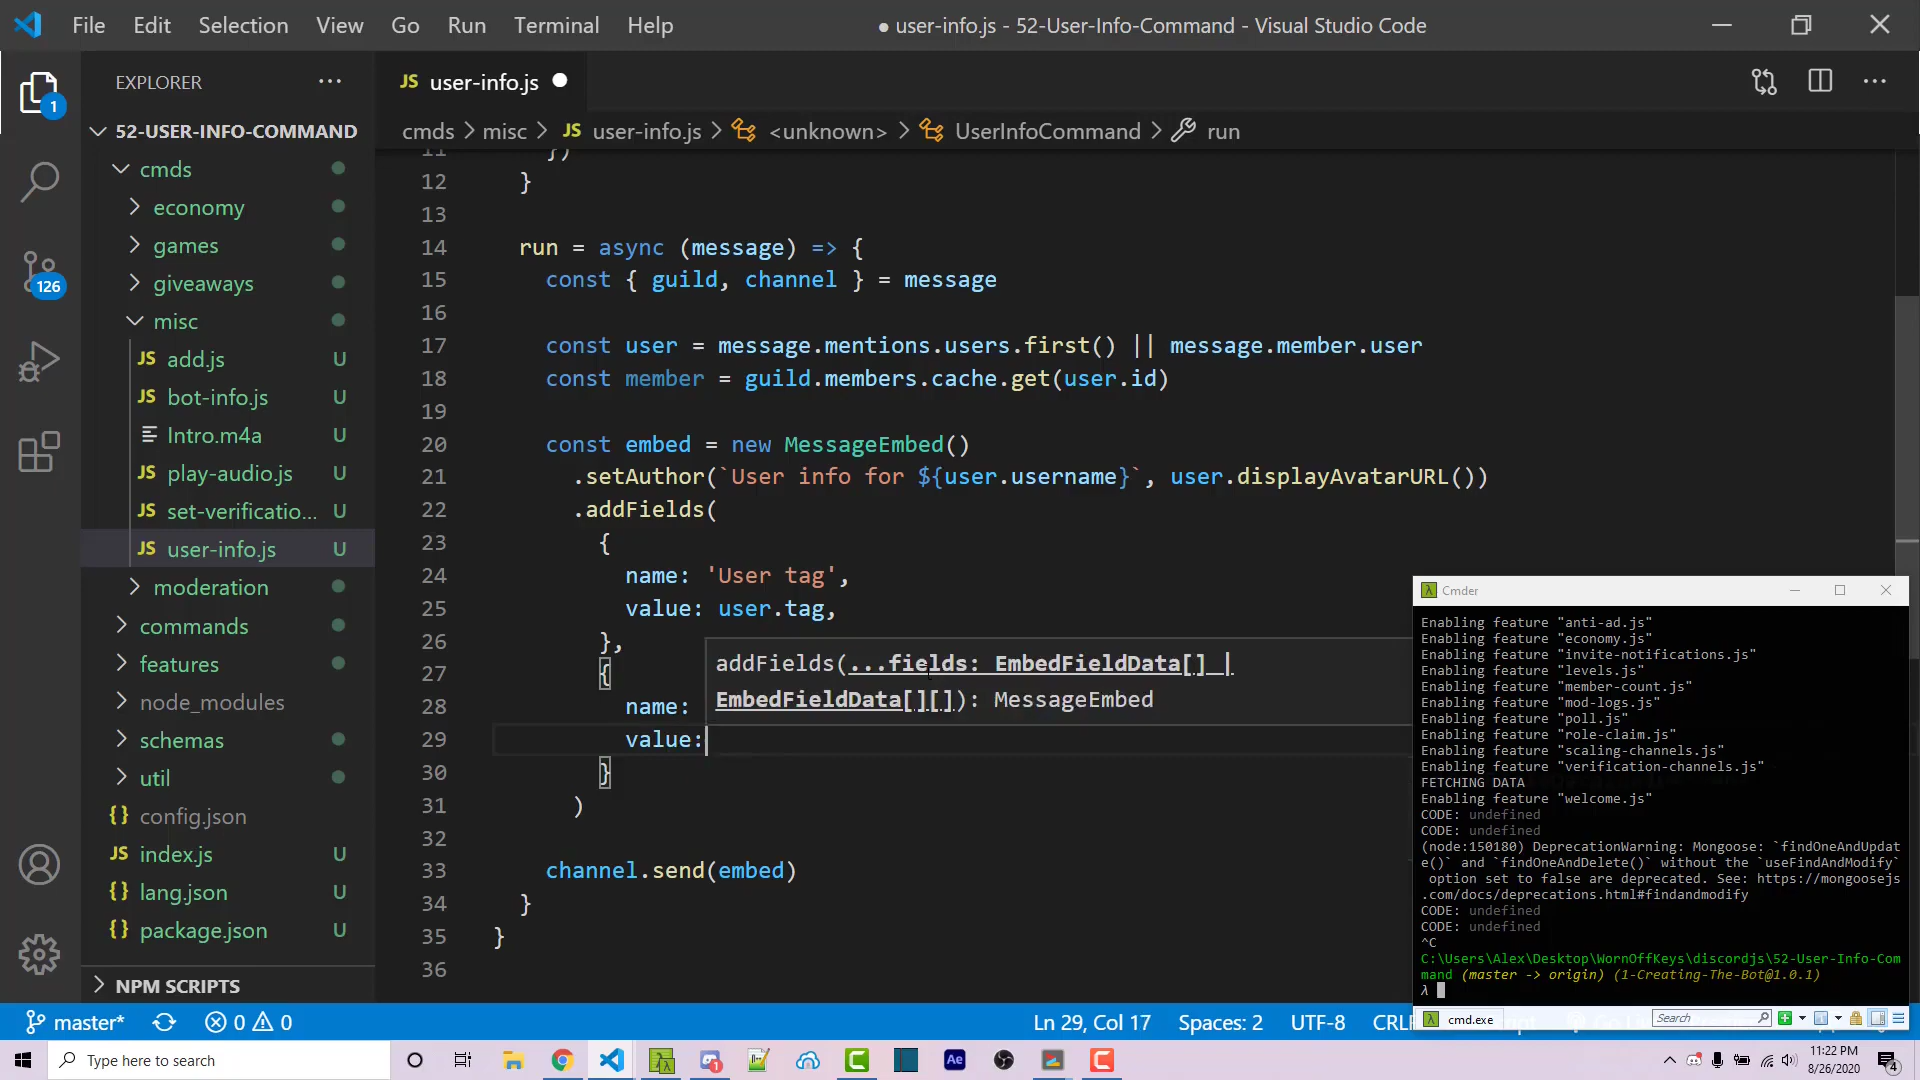 File Edit Selection View Go Run Terminal Help
● user-info.js - 52-User-Info-Command - Visual Studio Code
EXPLORER
JS user-info.js
52-USER-INFO-COMMAND
cmds > misc > JS user-info.js > <unknown> > UserInfoCommand > run
1
126
cmds
economy
games
giveaways
misc
JS add.js U
JS bot-info.js U
Intro.m4a U
JS play-audio.js U
JS set-verificatio... U
JS user-info.js U
moderation
commands
features
node_modules
schemas
util
{} config.json
JS index.js U
{} lang.json U
{} package.json U
NPM SCRIPTS
11 })
12 }
13
14 run = async (message) => {
15 const { guild, channel } = message
16
17 const user = message.mentions.users.first() || message.member.user
18 const member = guild.members.cache.get(user.id)
19
20 const embed = new MessageEmbed()
21 .setAuthor(`User info for ${user.username}`, user.displayAvatarURL())
22 .addFields(
23 {
24 name: 'User tag',
25 value: user.tag,
26 },
27 {
28 name:
29 value:
30 }
31 )
32
33 channel.send(embed)
34 }
35 }
36
addFields(...fields: EmbedFieldData[] |
EmbedFieldData[][]): MessageEmbed
Cmder
Enabling feature "anti-ad.js"
Enabling feature "economy.js"
Enabling feature "invite-notifications.js"
Enabling feature "levels.js"
Enabling feature "member-count.js"
Enabling feature "mod-logs.js"
Enabling feature "poll.js"
Enabling feature "role-claim.js"
Enabling feature "scaling-channels.js"
Enabling feature "verification-channels.js"
FETCHING DATA
Enabling feature "welcome.js"
CODE: undefined
CODE: undefined
(node:150180) DeprecationWarning: Mongoose: `findOneAndUpdat
e()` and `findOneAndDelete()` without the `useFindAndModify`
option set to false are deprecated. See: https://mongoosejs
.com/docs/deprecations.html#findandmodify
CODE: undefined
CODE: undefined
^C
C:\Users\Alex\Desktop\WornOffKeys\discordjs\52-User-Info-Com
mand (master -> origin) (1-Creating-The-Bot@1.0.1)
λ
cmd.exe
Search
master* 0 0
Ln 29, Col 17 Spaces: 2 UTF-8 CRLF
Type here to search
11:22 PM
8/26/2020
4